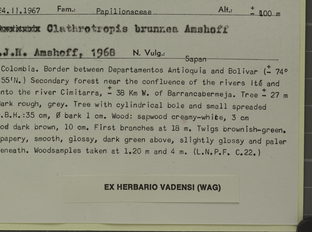 24.11.1967 Fam.: Papilionaceae Alt.: ± 100 m
Clathrotropis brunnea Amshoff
.J.H. Amshoff, 1968 N. Vulg.: Sapan
Colombia. Border between Departamentos Antioquia and Bolivar (± 74°
55'N.) Secondary forest near the confluence of the rivers ité and
nto the river Cimitarra, ± 38 Km W. of Barrancabermeja. Tree ± 27 m
dark rough, grey. Tree with cylindrical bole and small spreaded
.B.H.:35 cm, Ø bark 1 cm. Wood: sapwood creamy-white, 3 cm
od dark brown, 10 cm. First branches at 18 m. Twigs brownish-green.
papery, smooth, glossy, dark green above, slightly glossy and paler
eneath. Woodsamples taken at 1.20 m and 4 m. (L.N.P.F. C.22.)
EX HERBARIO VADENSI (WAG)